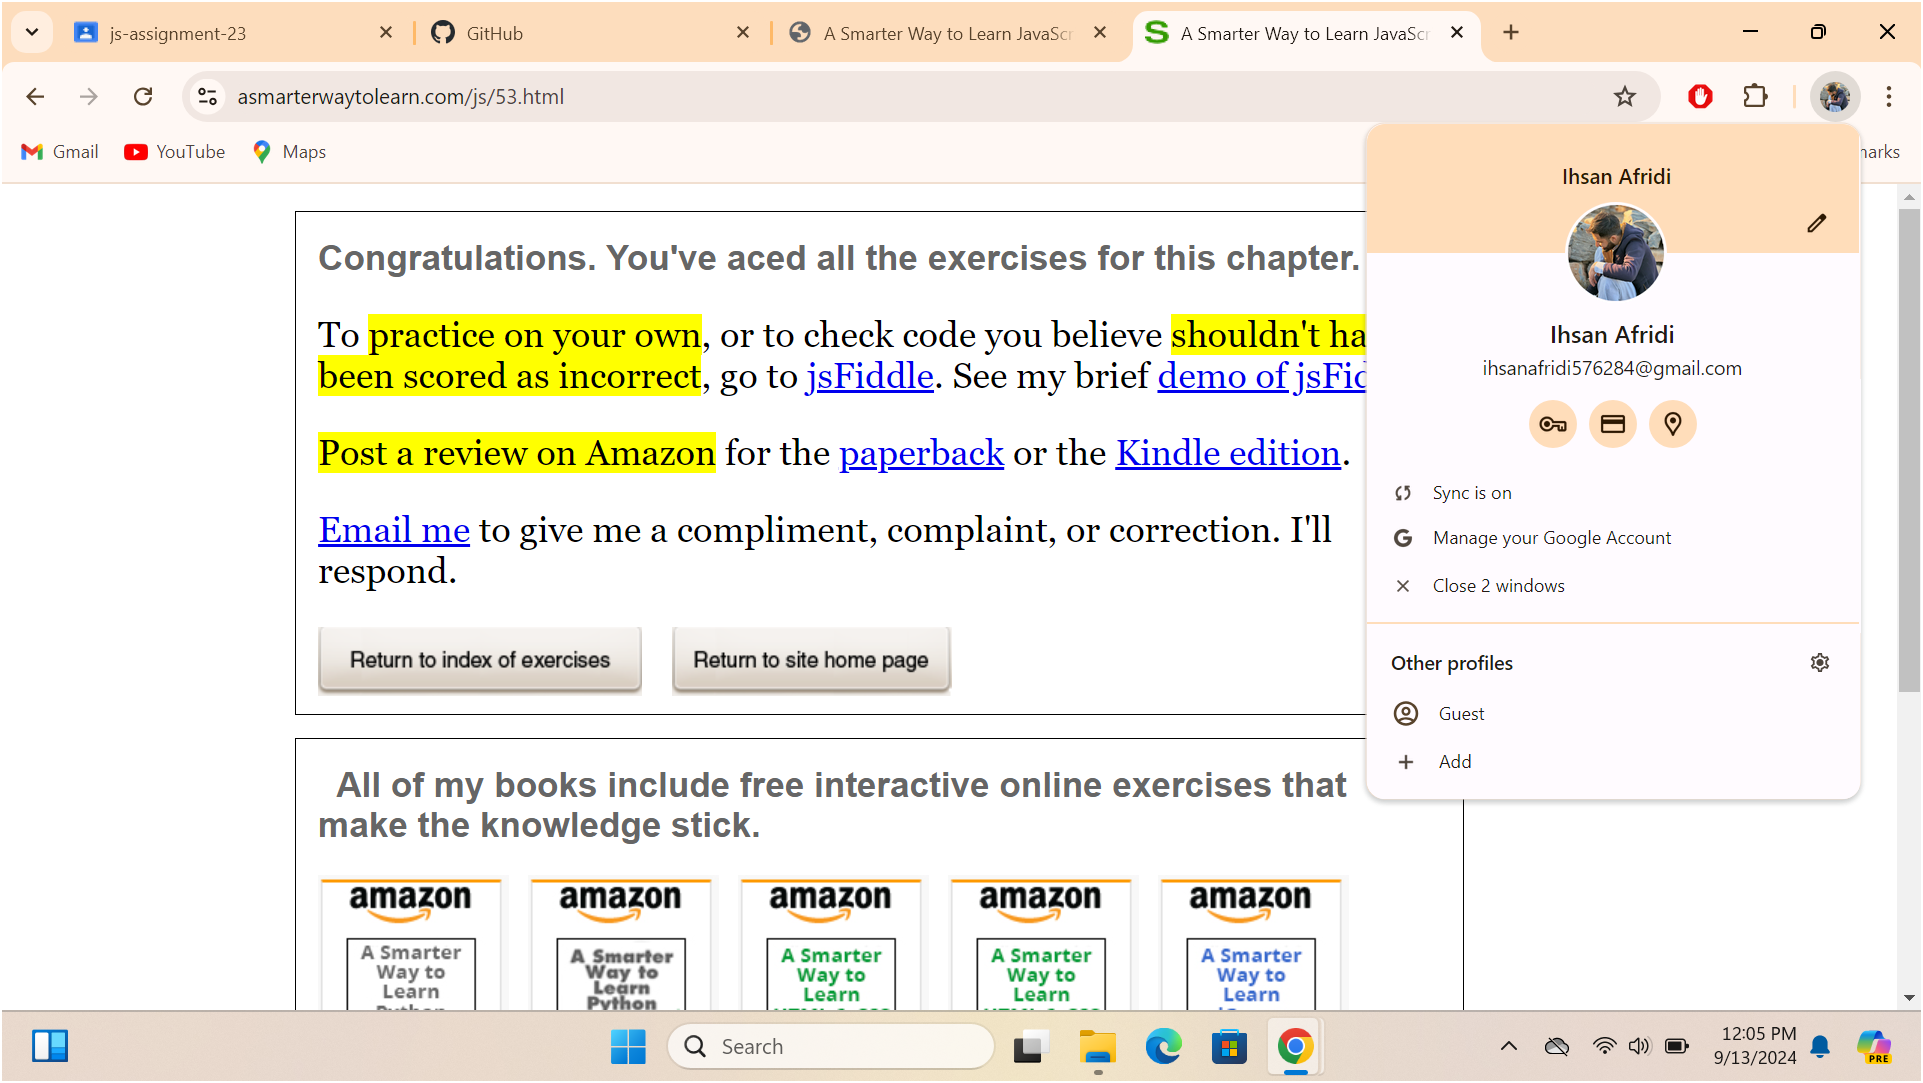 js-assignment-23
GitHub
A Smarter Way to Learn JavaScr
A Smarter Way to Learn JavaScr
asmarterwaytolearn.com/js/53.html
Gmail
YouTube
Maps
marks
Congratulations. You've aced all the exercises for this chapter.
To practice on your own, or to check code you believe shouldn't ha
been scored as incorrect, go to jsFiddle. See my brief demo of jsFid
Post a review on Amazon for the paperback or the Kindle edition.
Email me to give me a compliment, complaint, or correction. I'll
respond.
Return to index of exercises
Return to site home page
Ihsan Afridi
Ihsan Afridi
ihsanafridi576284@gmail.com
Sync is on
Manage your Google Account
Close 2 windows
Other profiles
Guest
Add
All of my books include free interactive online exercises that
make the knowledge stick.
amazon
A Smarter
Way to
Learn
Python
amazon
A Smarter
Way to
Learn
Python
amazon
A Smarter
Way to
Learn
amazon
A Smarter
Way to
Learn
amazon
A Smarter
Way to
Learn
Search
12:05 PM
9/13/2024
PRE